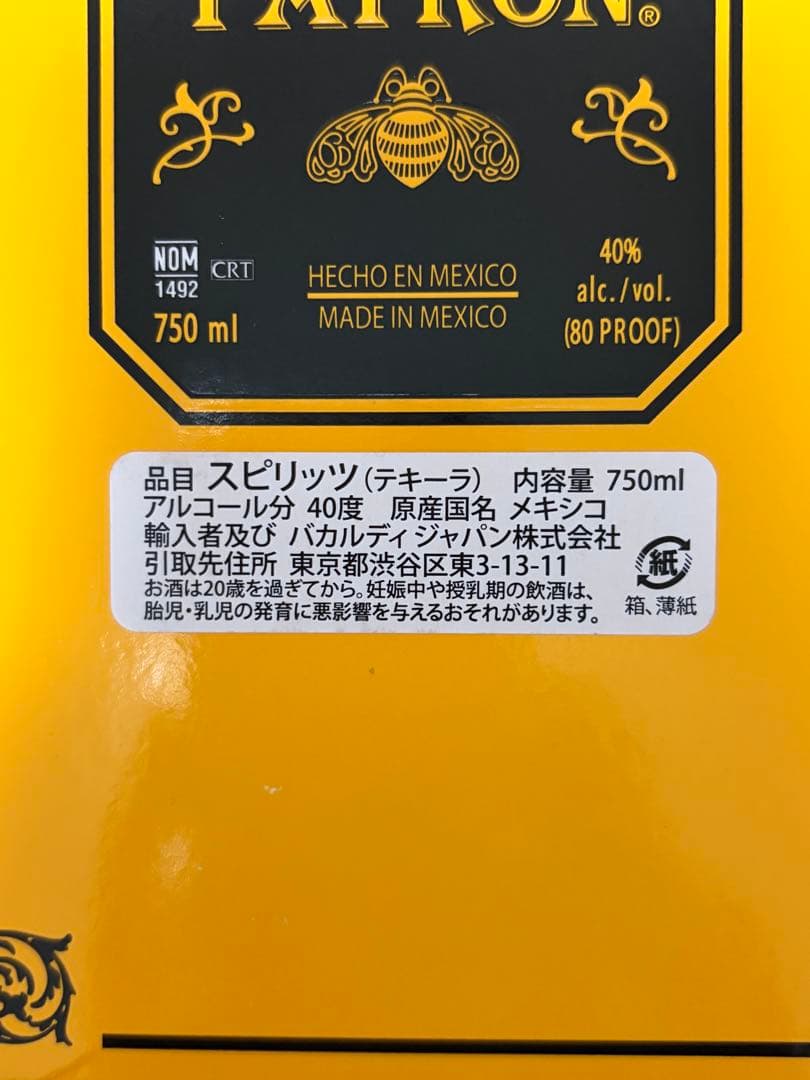 PATRÓN®
NOM
1492
CRT
750 ml
HECHO EN MEXICO
MADE IN MEXICO
40%
alc./vol.
(80 PROOF)
品目 スピリッツ(テキーラ) 内容量 750ml
アルコール分 40度 原産国名 メキシコ
輸入者及び バカルディ ジャパン株式会社
引取先住所 東京都渋谷区東3-13-11
お酒は20歳を過ぎてから。妊娠中や授乳期の飲酒は、
胎児・乳児の発育に悪影響を与えるおそれがあります。
紙
箱、薄紙